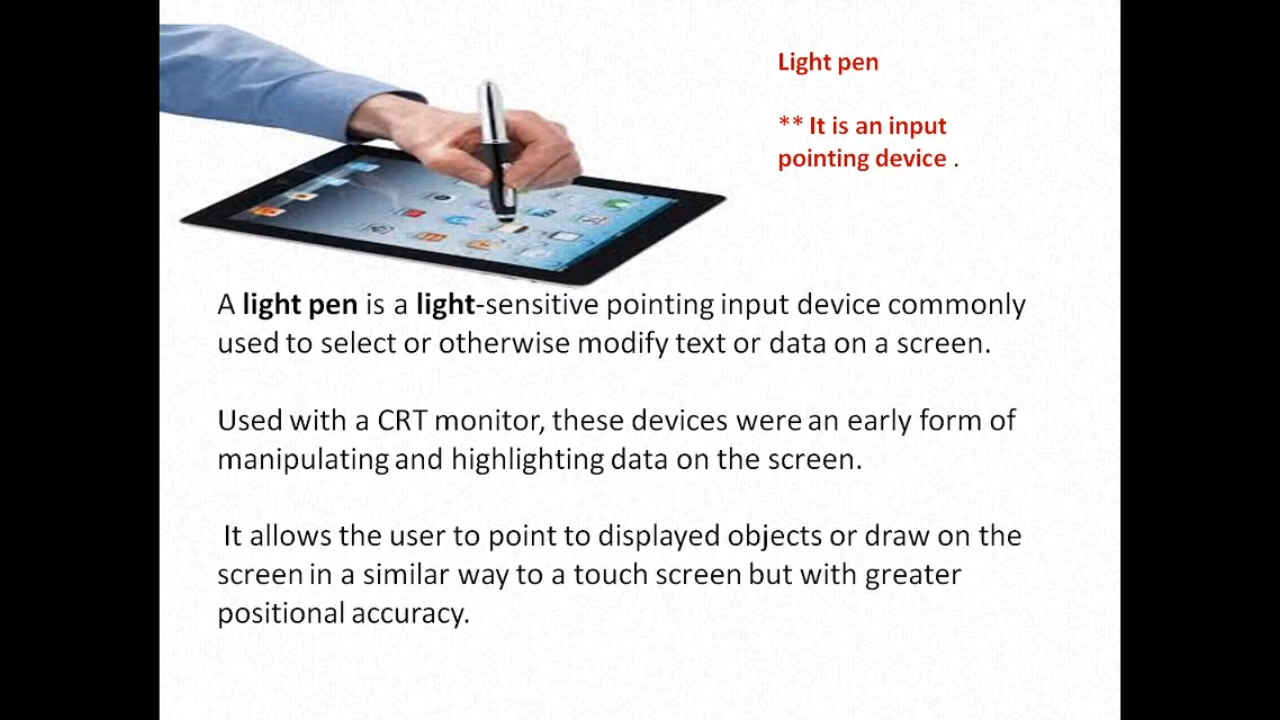 Light pen
** It is an input
pointing device .
A light pen is a light-sensitive pointing input device commonly
used to select or otherwise modify text or data on a screen.
Used with a CRT monitor, these devices were an early form of
manipulating and highlighting data on the screen.
It allows the user to point to displayed objects or draw on the
screen in a similar way to a touch screen but with greater
positional accuracy.